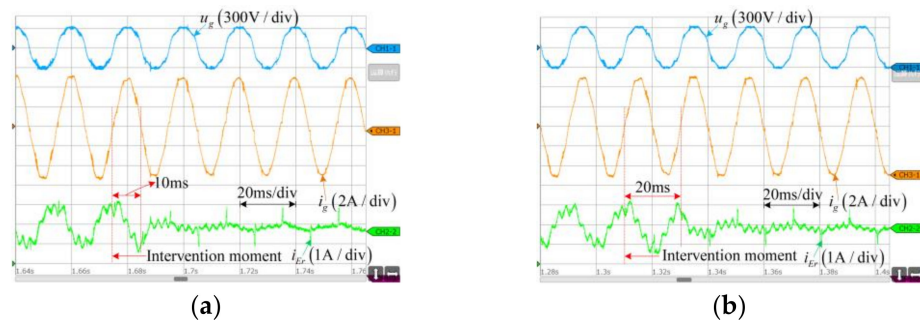 u_g (300V / div)
CH1-1
CH3-1
10ms
20ms/div
i_g (2A / div)
CH2-2
Intervention moment
i_Er (1A / div)
1.64s 1.66s 1.68s 1.7s 1.72s 1.74s 1.76
(a)
u_g (300V / div)
CH1-1
CH3-1
20ms
20ms/div
i_g (2A / div)
CH2-2
Intervention moment
i_Er (1A / div)
1.28s 1.3s 1.32s 1.34s 1.36s 1.38s 1.4s
(b)